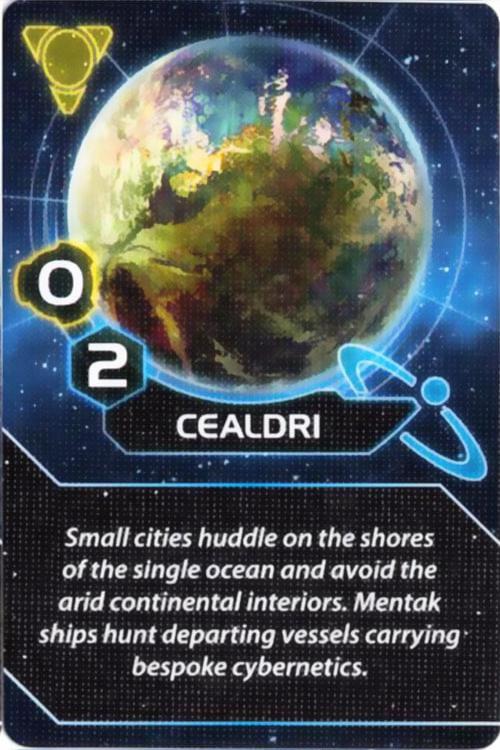 0
2
CEALDRI
Small cities huddle on the shores
of the single ocean and avoid the
arid continental interiors. Mentak
ships hunt departing vessels carrying
bespoke cybernetics.